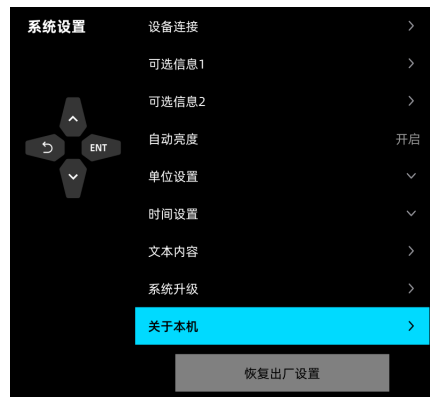 系统设置
设备连接
可选信息1
可选信息2
自动亮度 开启
单位设置
时间设置
文本内容
系统升级
关于本机
恢复出厂设置
ENT